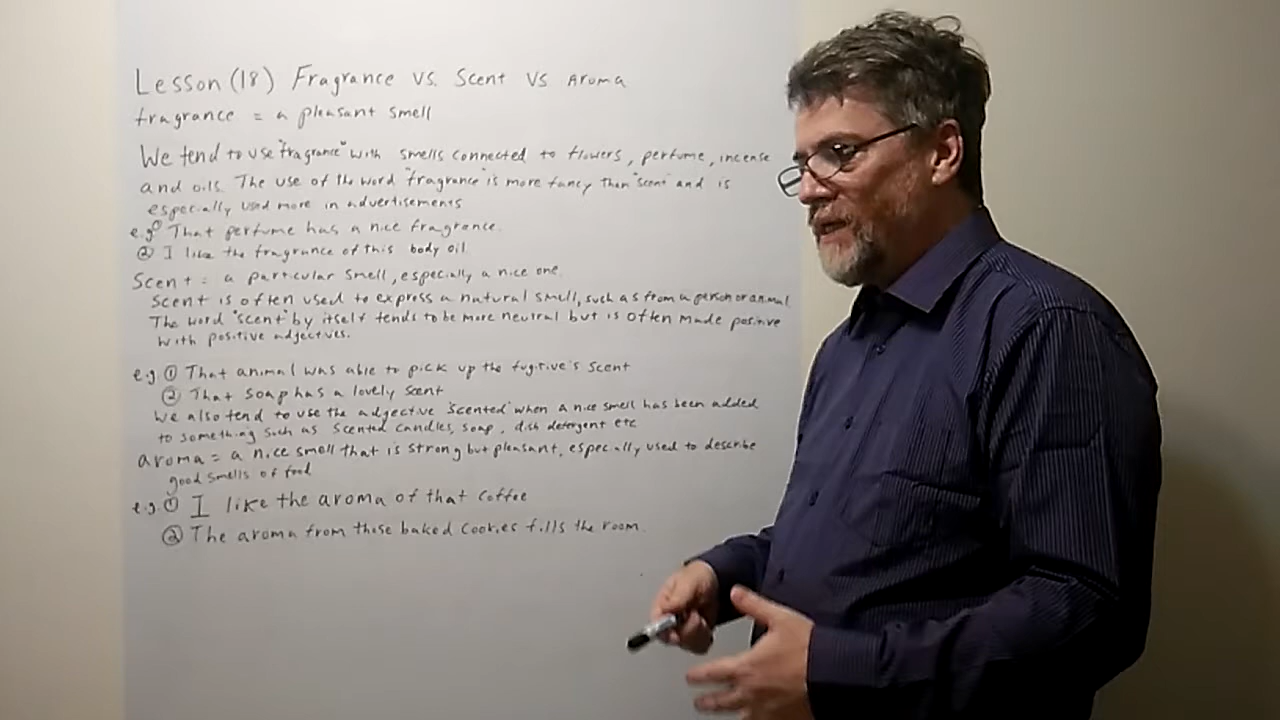 Lesson (18) Fragrance vs. Scent vs Aroma
fragrance = a pleasant smell
We tend to use "fragrance" with smells connected to flowers, perfume, incense
and oils. The use of the word "fragrance" is more fancy than "scent" and is
especially used more in advertisements
e.g ① That perfume has a nice fragrance.
② I like the fragrance of this body oil.
Scent = a particular smell, especially a nice one.
Scent is often used to express a natural smell, such as from a person or animal
The word "scent" by itself tends to be more neutral but is often made positive
with positive adjectives.
e.g ① That animal was able to pick up the fugitive's scent
② That soap has a lovely scent
We also tend to use the adjective "scented" when a nice smell has been added
to something such as scented candles, soap, dish detergent etc
aroma = a nice smell that is strong but pleasant, especially used to describe
good smells of food
e.g. ① I like the aroma of that coffee
② The aroma from those baked cookies fills the room.